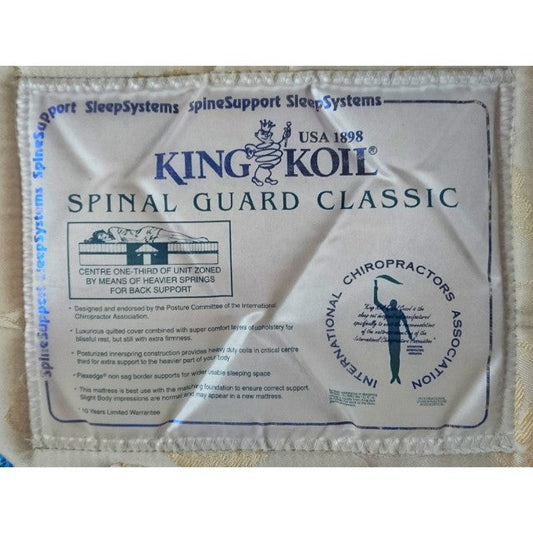 SpineSupport SleepSystems spineSupport SleepSystems
SpineSupport SleepSystems
USA 1898
KING KOIL®
SPINAL GUARD CLASSIC
CENTRE ONE-THIRD OF UNIT ZONED
BY MEANS OF HEAVIER SPRINGS
FOR BACK SUPPORT
• Designed and endorsed by the Posture Committee of the International
Chiropractor Association.
• Luxurious quilted cover combined with super comfort layers of upholstery for
blissful rest, but still with extra firmness.
• Posturized innerspring construction provides heavy duty coils in critical centre
third for extra support to the heavier part of your body
• Flexedge® non sag border supports for wider usable sleeping space
• This mattress is best use with the matching foundation to ensure correct support.
Slight Body impressions are normal and may appear in a new mattress.
* 10 Years Limited Warrantee
INTERNATIONAL CHIROPRACTORS ASSOCIATION